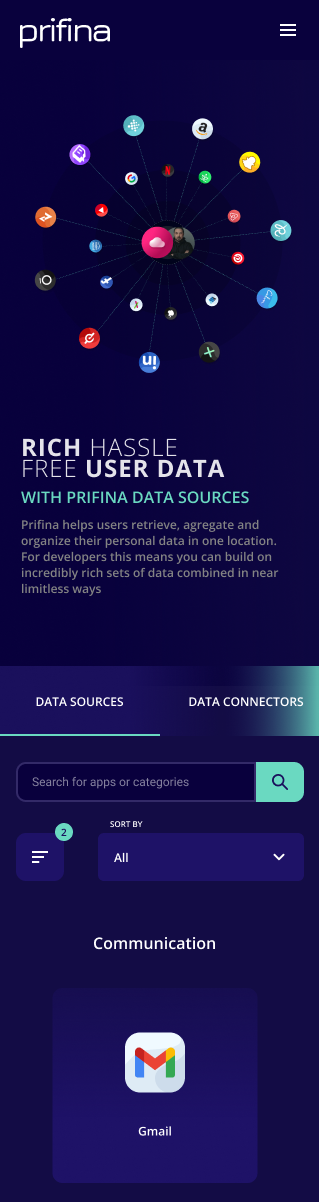 prifina
RICH HASSLE
FREE USER DATA
WITH PRIFINA DATA SOURCES
Prifina helps users retrieve, agregate and
organize their personal data in one location.
For developers this means you can build on
incredibly rich sets of data combined in near
limitless ways
DATA SOURCES
DATA CONNECTORS
Search for apps or categories
2
SORT BY
All
Communication
Gmail